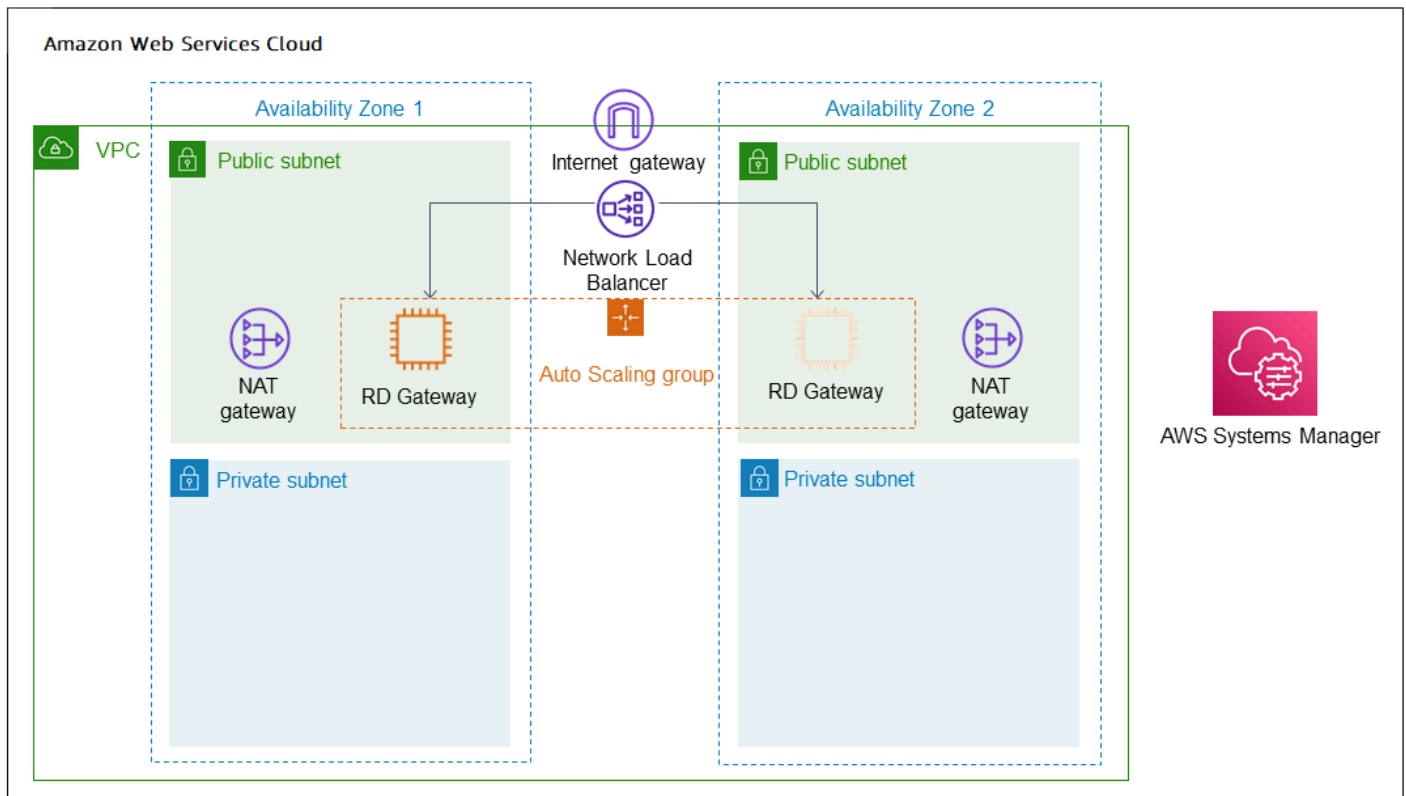 Amazon Web Services Cloud
Availability Zone 1
Availability Zone 2
VPC
Public subnet
Internet gateway
Public subnet
Network Load
Balancer
NAT
gateway
RD Gateway
Auto Scaling group
RD Gateway
NAT
gateway
AWS Systems Manager
Private subnet
Private subnet